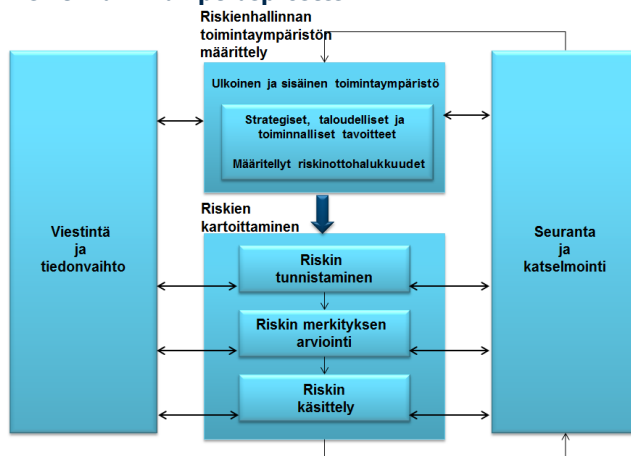 Riskienhallinnan
toimintaympäristön
määrittely
Ulkoinen ja sisäinen toimintaympäristö
Strategiset, taloudelliset ja
toiminnalliset tavoitteet
Määritellyt riskinottohalukkuudet
Viestintä
ja
tiedonvaihto
Riskien
kartoittaminen
Riskin
tunnistaminen
Riskin merkityksen
arviointi
Riskin
käsittely
Seuranta
ja
katselmointi